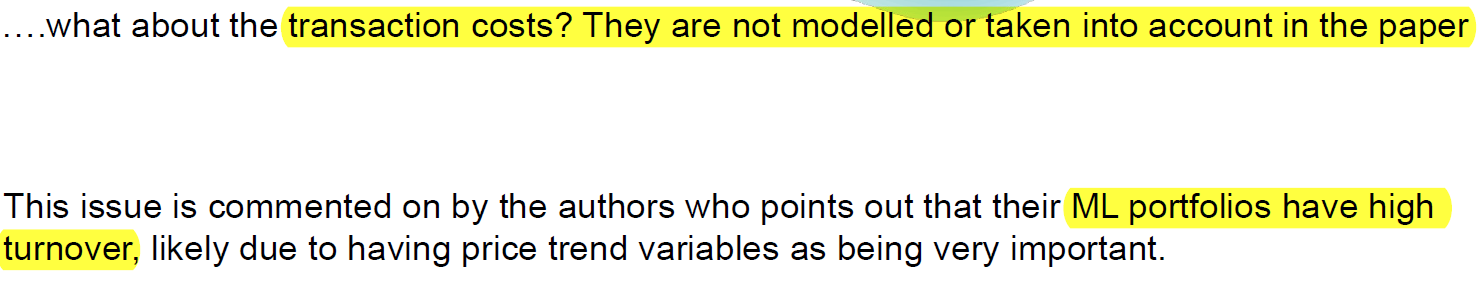 ….what about the transaction costs? They are not modelled or taken into account in the paper
This issue is commented on by the authors who points out that their ML portfolios have high
turnover, likely due to having price trend variables as being very important.